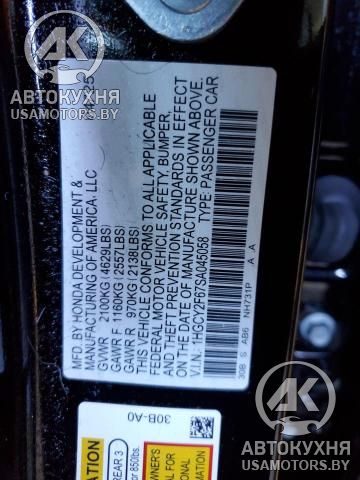 MFD BY HONDA DEVELOPMENT &
MANUFACTURING OF AMERICA, LLC
GVWR 2100KG(4629LBS)
GAWR F 1160KG(2557LBS)
GAWR R 970KG(2138LBS)
THIS VEHICLE CONFORMS TO ALL APPLICABLE
FEDERAL MOTOR VEHICLE SAFETY, BUMPER,
AND THEFT PREVENTION STANDARDS IN EFFECT
ON THE DATE OF MANUFACTURE SHOWN ABOVE.
V.I.N. 1HGCY2F67SA045058 TYPE: PASSENGER CAR
30B S AB6 NH731P A A
30B-A0
REAR 3
АВТОКУХНЯ
USAMOTORS.BY
АВТОКУХНЯ
USAMOTORS.BY